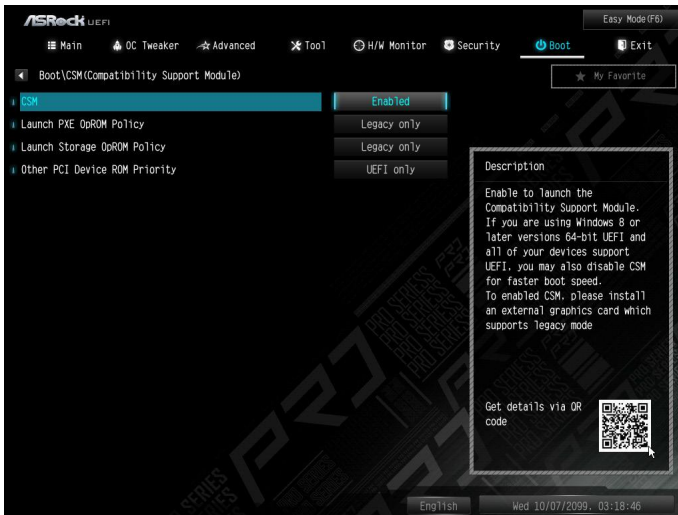 ASRock UEFI
Easy Mode(F6)
Main OC Tweaker Advanced Tool H/W Monitor Security Boot Exit
Boot\CSM(Compatibility Support Module)
My Favorite
CSM Enabled
Launch PXE OpROM Policy Legacy only
Launch Storage OpROM Policy Legacy only
Other PCI Device ROM Priority UEFI only
Description
Enable to launch the
Compatibility Support Module.
If you are using Windows 8 or
later versions 64-bit UEFI and
all of your devices support
UEFI, you may also disable CSM
for faster boot speed.
To enabled CSM, please install
an external graphics card which
supports legacy mode
Get details via QR
code
English
Wed 10/07/2099. 03:18:46